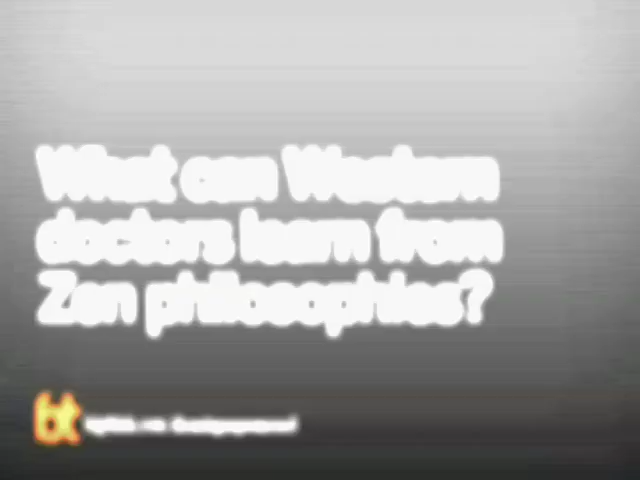 What can Western
doctors learn from
Zen philosophies?
bt